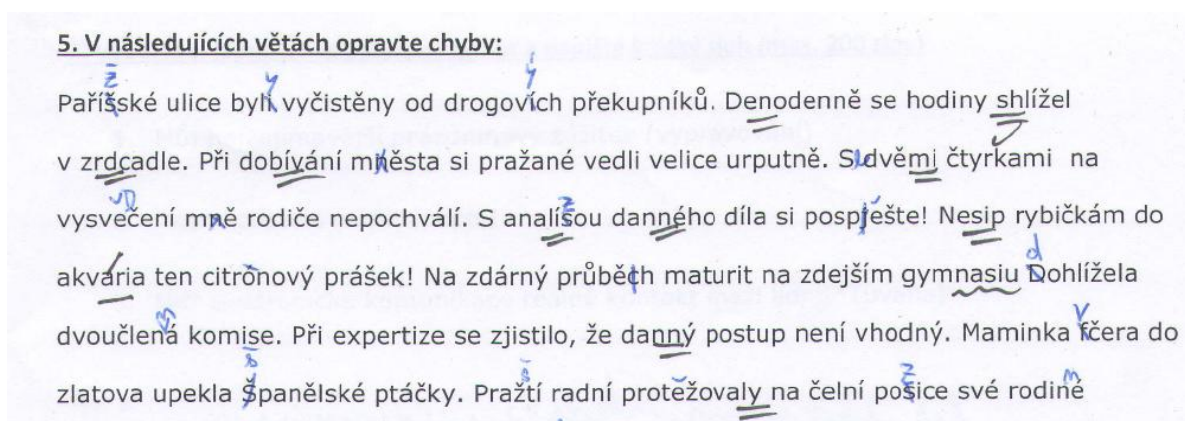 5. V následujících větách opravte chyby:
Paříšské ulice byli vyčistěny od drogovích překupníků. Denodenně se hodiny shlížel
v zrdcadle. Při dobívání mněsta si pražané vedli velice urputně. S dvěmi čtyrkami na
vysvečení mně rodiče nepochválí. S analísou danného díla si pospješte! Nesip rybičkám do
akvária ten citrónový prášek! Na zdárný průběch maturit na zdejším gymnasiu Dohlížela
dvoučlená komise. Při expertize se zjistilo, že danný postup není vhodný. Maminka fčera do
zlatova upekla Španělské ptáčky. Pražtí radní protežovaly na čelní posice své rodiné